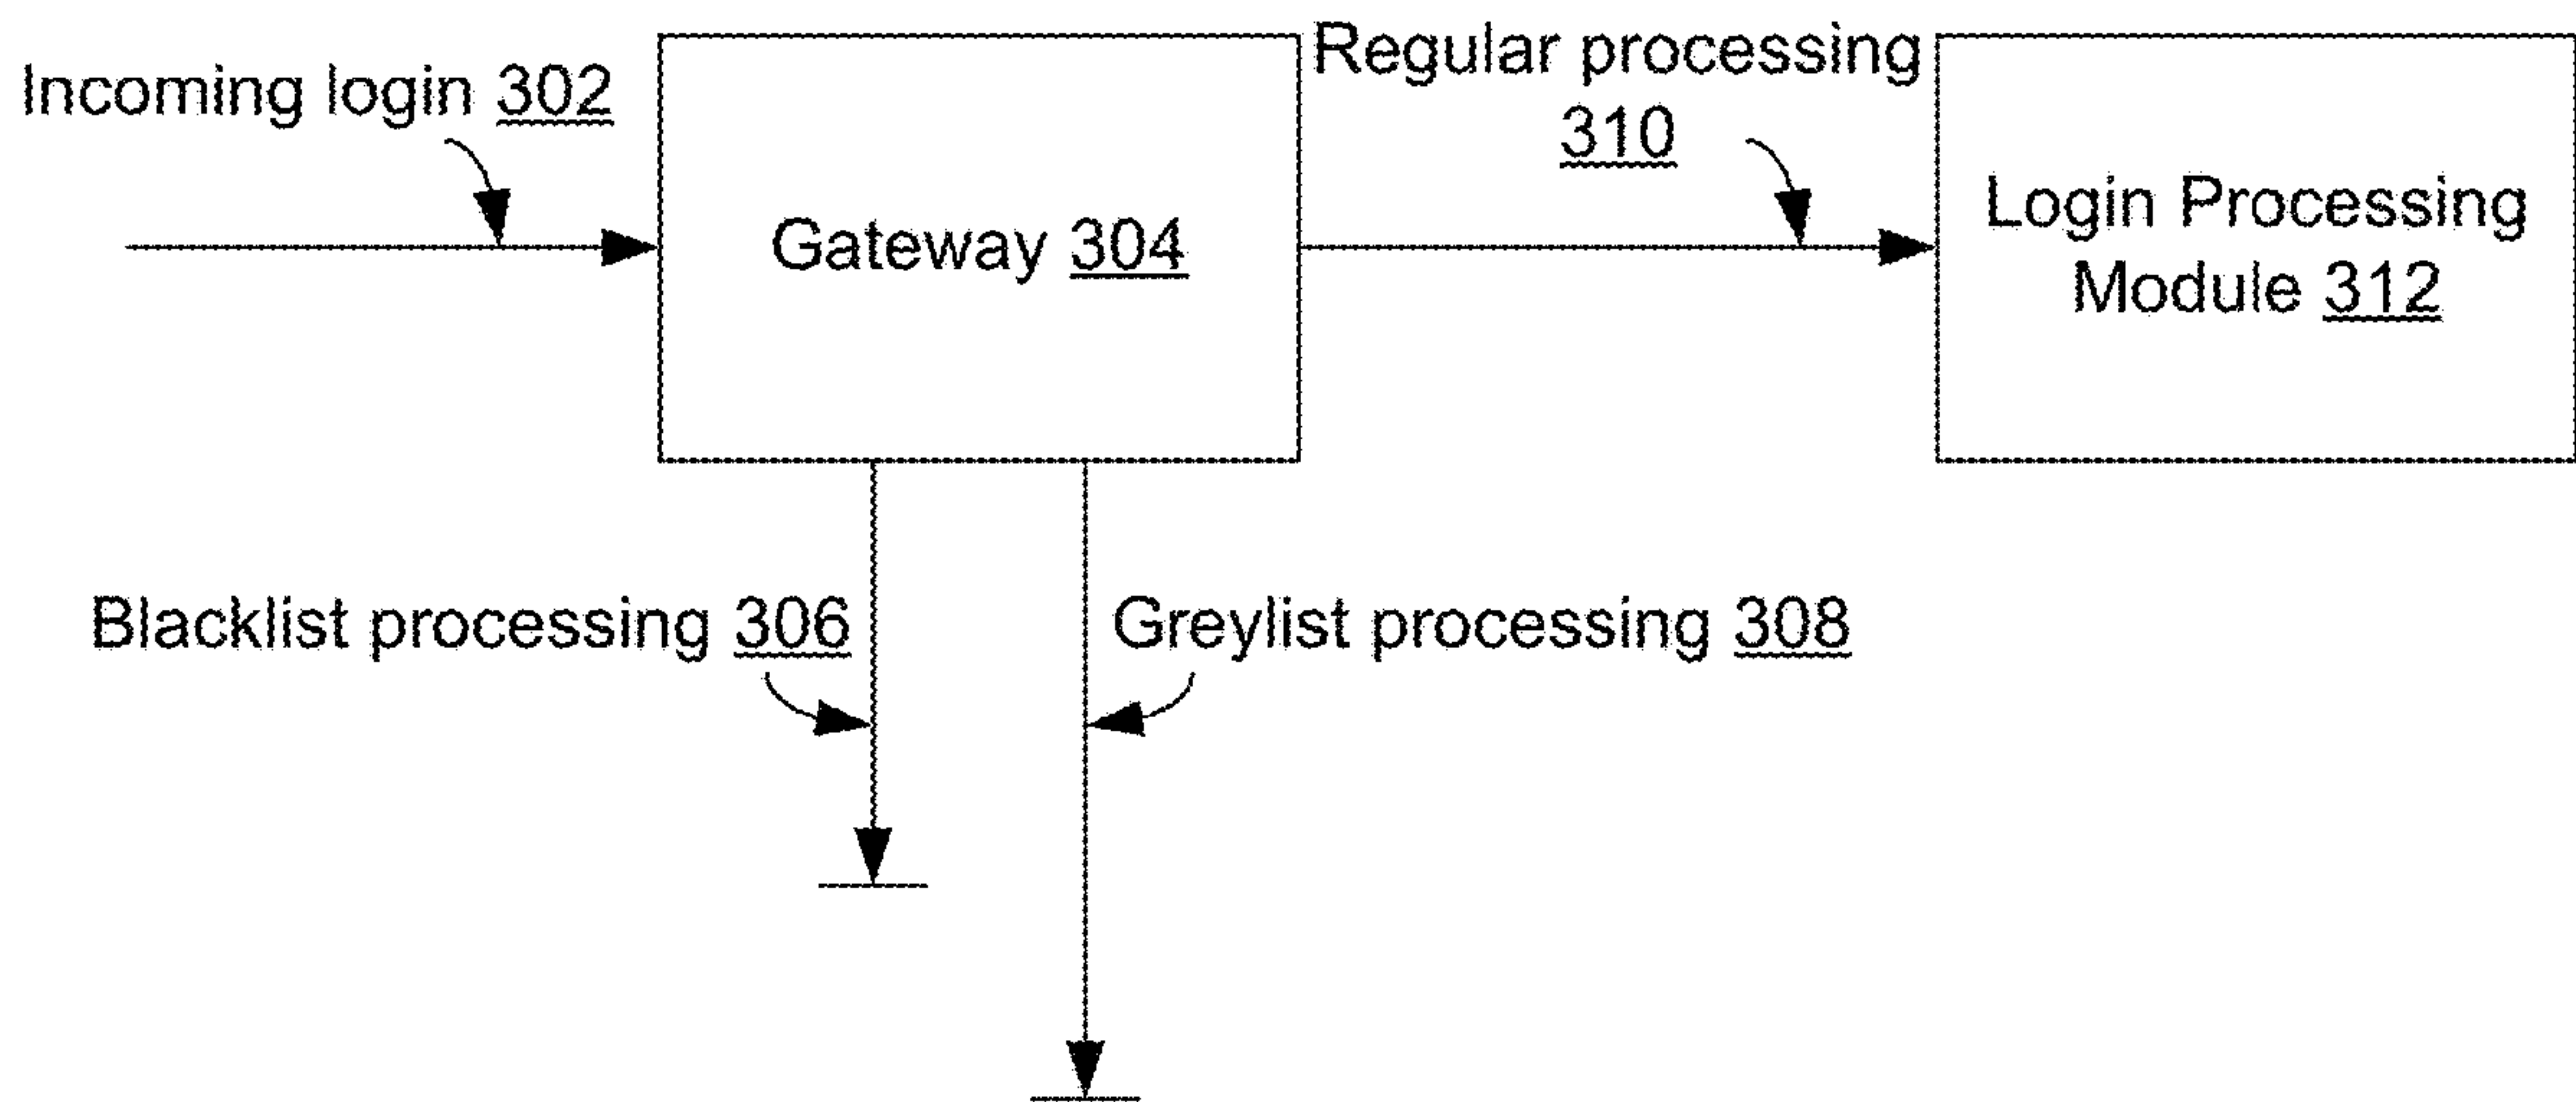 Incoming login 302
Gateway 304
Regular processing
310
Login Processing
Module 312
Blacklist processing 306
Greylist processing 308